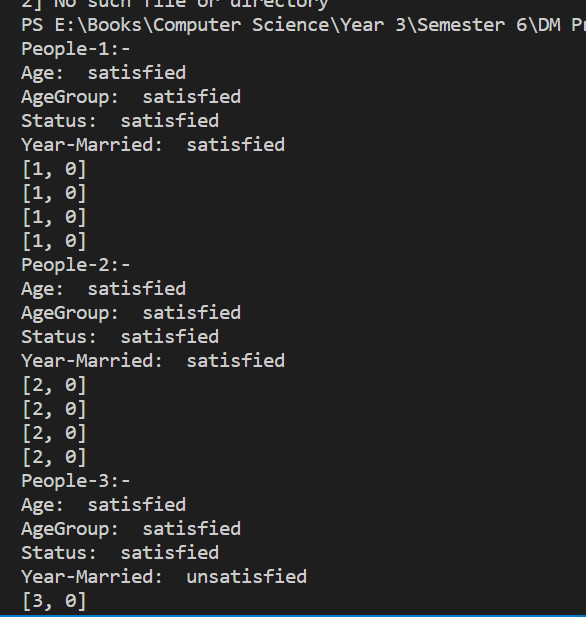 2] No such file or directory
PS E:\Books\Computer Science\Year 3\Semester 6\DM Pr
People-1:-
Age:  satisfied
AgeGroup:  satisfied
Status:  satisfied
Year-Married:  satisfied
[1, 0]
[1, 0]
[1, 0]
[1, 0]
People-2:-
Age:  satisfied
AgeGroup:  satisfied
Status:  satisfied
Year-Married:  satisfied
[2, 0]
[2, 0]
[2, 0]
[2, 0]
People-3:-
Age:  satisfied
AgeGroup:  satisfied
Status:  satisfied
Year-Married:  unsatisfied
[3, 0]